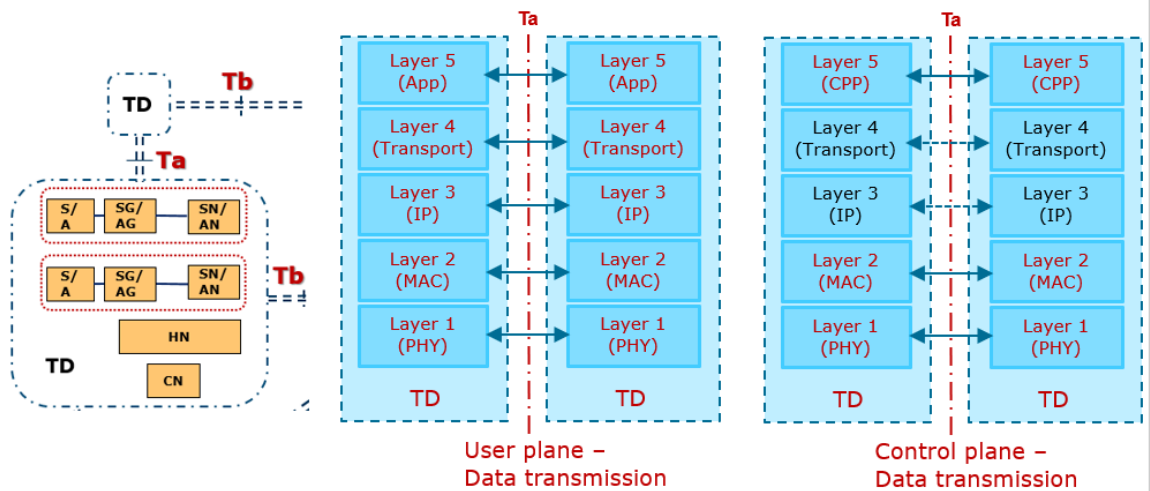 TD
Tb
Ta
S/
A
SG/
AG
SN/
AN
S/
A
SG/
AG
SN/
AN
Tb
HN
TD
CN
Ta
Layer 5
(App)
Layer 5
(App)
Layer 4
(Transport)
Layer 4
(Transport)
Layer 3
(IP)
Layer 3
(IP)
Layer 2
(MAC)
Layer 2
(MAC)
Layer 1
(PHY)
Layer 1
(PHY)
TD
TD
User plane –
Data transmission
Ta
Layer 5
(CPP)
Layer 5
(CPP)
Layer 4
(Transport)
Layer 4
(Transport)
Layer 3
(IP)
Layer 3
(IP)
Layer 2
(MAC)
Layer 2
(MAC)
Layer 1
(PHY)
Layer 1
(PHY)
TD
TD
Control plane –
Data transmission